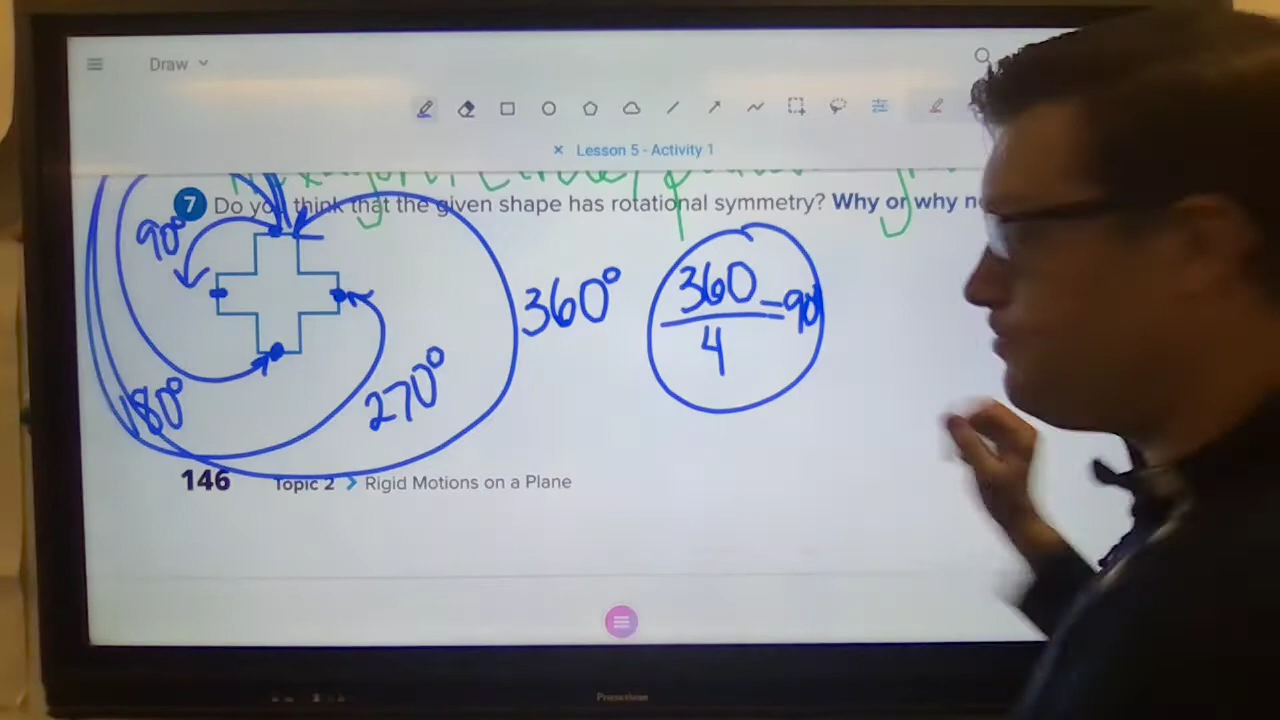 Draw
× Lesson 5 - Activity 1
7 Do you think that the given shape has rotational symmetry? Why or why
90°
360°
360/4 = 90
270°
180°
146 Topic 2 > Rigid Motions on a Plane
Promethean